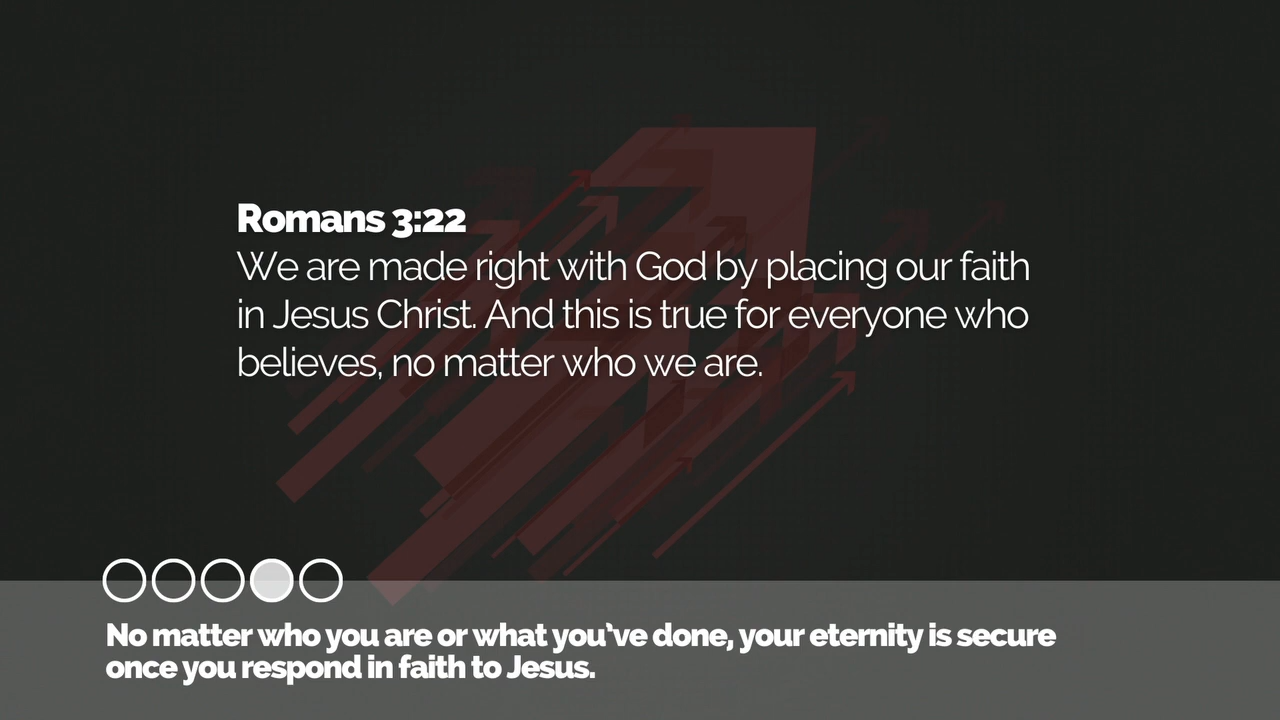 Romans 3:22
We are made right with God by placing our faith
in Jesus Christ. And this is true for everyone who
believes, no matter who we are.
No matter who you are or what you’ve done, your eternity is secure
once you respond in faith to Jesus.